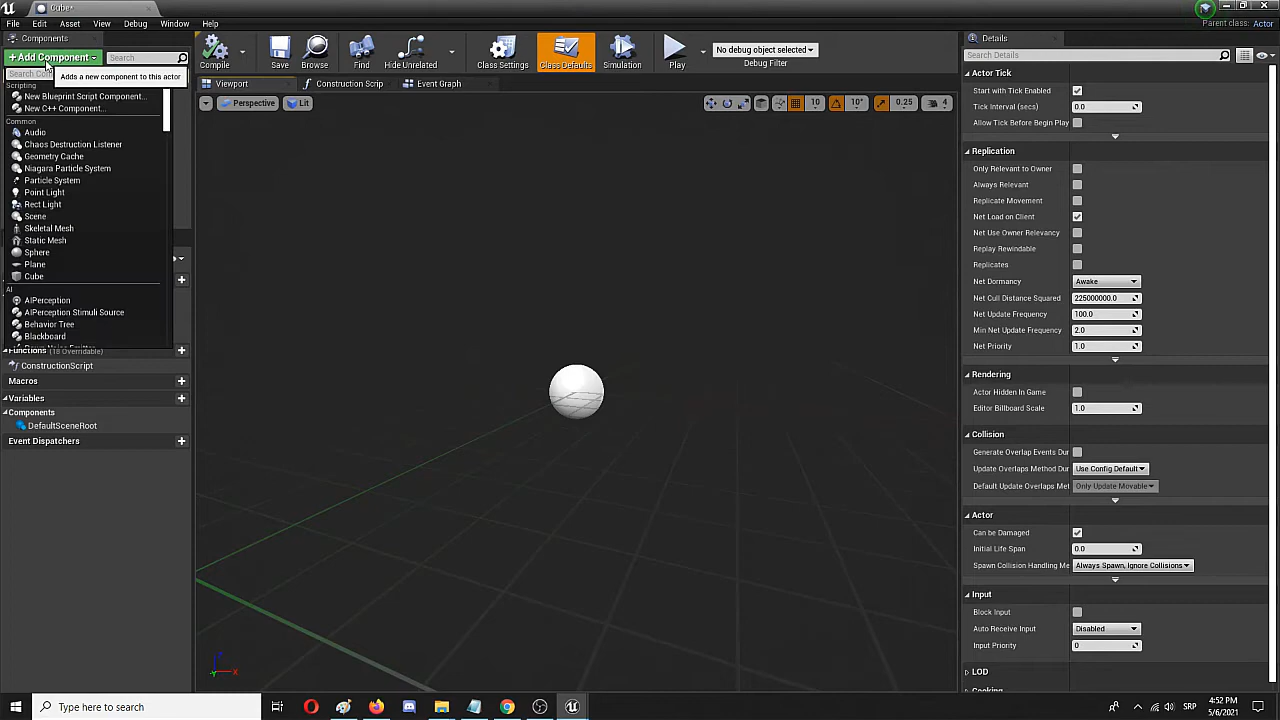 Cube*
File Edit Asset View Debug Window Help
Parent class: Actor
Components
+Add Component
Search
Search Co
Adds a new component to this actor
Scripting
New Blueprint Script Component...
New C++ Component...
Common
Audio
Chaos Destruction Listener
Geometry Cache
Niagara Particle System
Particle System
Point Light
Rect Light
Scene
Skeletal Mesh
Static Mesh
Sphere
Plane
Cube
AI
AIPerception
AIPerception Stimuli Source
Behavior Tree
Blackboard
Functions (18 Overridable)
ConstructionScript
Macros
Variables
Components
DefaultSceneRoot
Event Dispatchers
Compile
Save
Browse
Find
Hide Unrelated
Class Settings
Class Defaults
Simulation
Play
No debug object selected
Debug Filter
Viewport
Construction Scrip
Event Graph
Perspective
Lit
10
10°
0.25
4
X
Details
Search Details
Actor Tick
Start with Tick Enabled
Tick Interval (secs) 0.0
Allow Tick Before Begin Play
Replication
Only Relevant to Owner
Always Relevant
Replicate Movement
Net Load on Client
Net Use Owner Relevancy
Replay Rewindable
Replicates
Net Dormancy Awake
Net Cull Distance Squared 225000000.0
Net Update Frequency 100.0
Min Net Update Frequency 2.0
Net Priority 1.0
Rendering
Actor Hidden In Game
Editor Billboard Scale 1.0
Collision
Generate Overlap Events Du
Update Overlaps Method Dur Use Config Default
Default Update Overlaps Met Only Update Movable
Actor
Can be Damaged
Initial Life Span 0.0
Spawn Collision Handling Me Always Spawn, Ignore Collisions
Input
Block Input
Auto Receive Input Disabled
Input Priority 0
LOD
Cooking
Type here to search
SRP
4:52 PM
5/6/2021